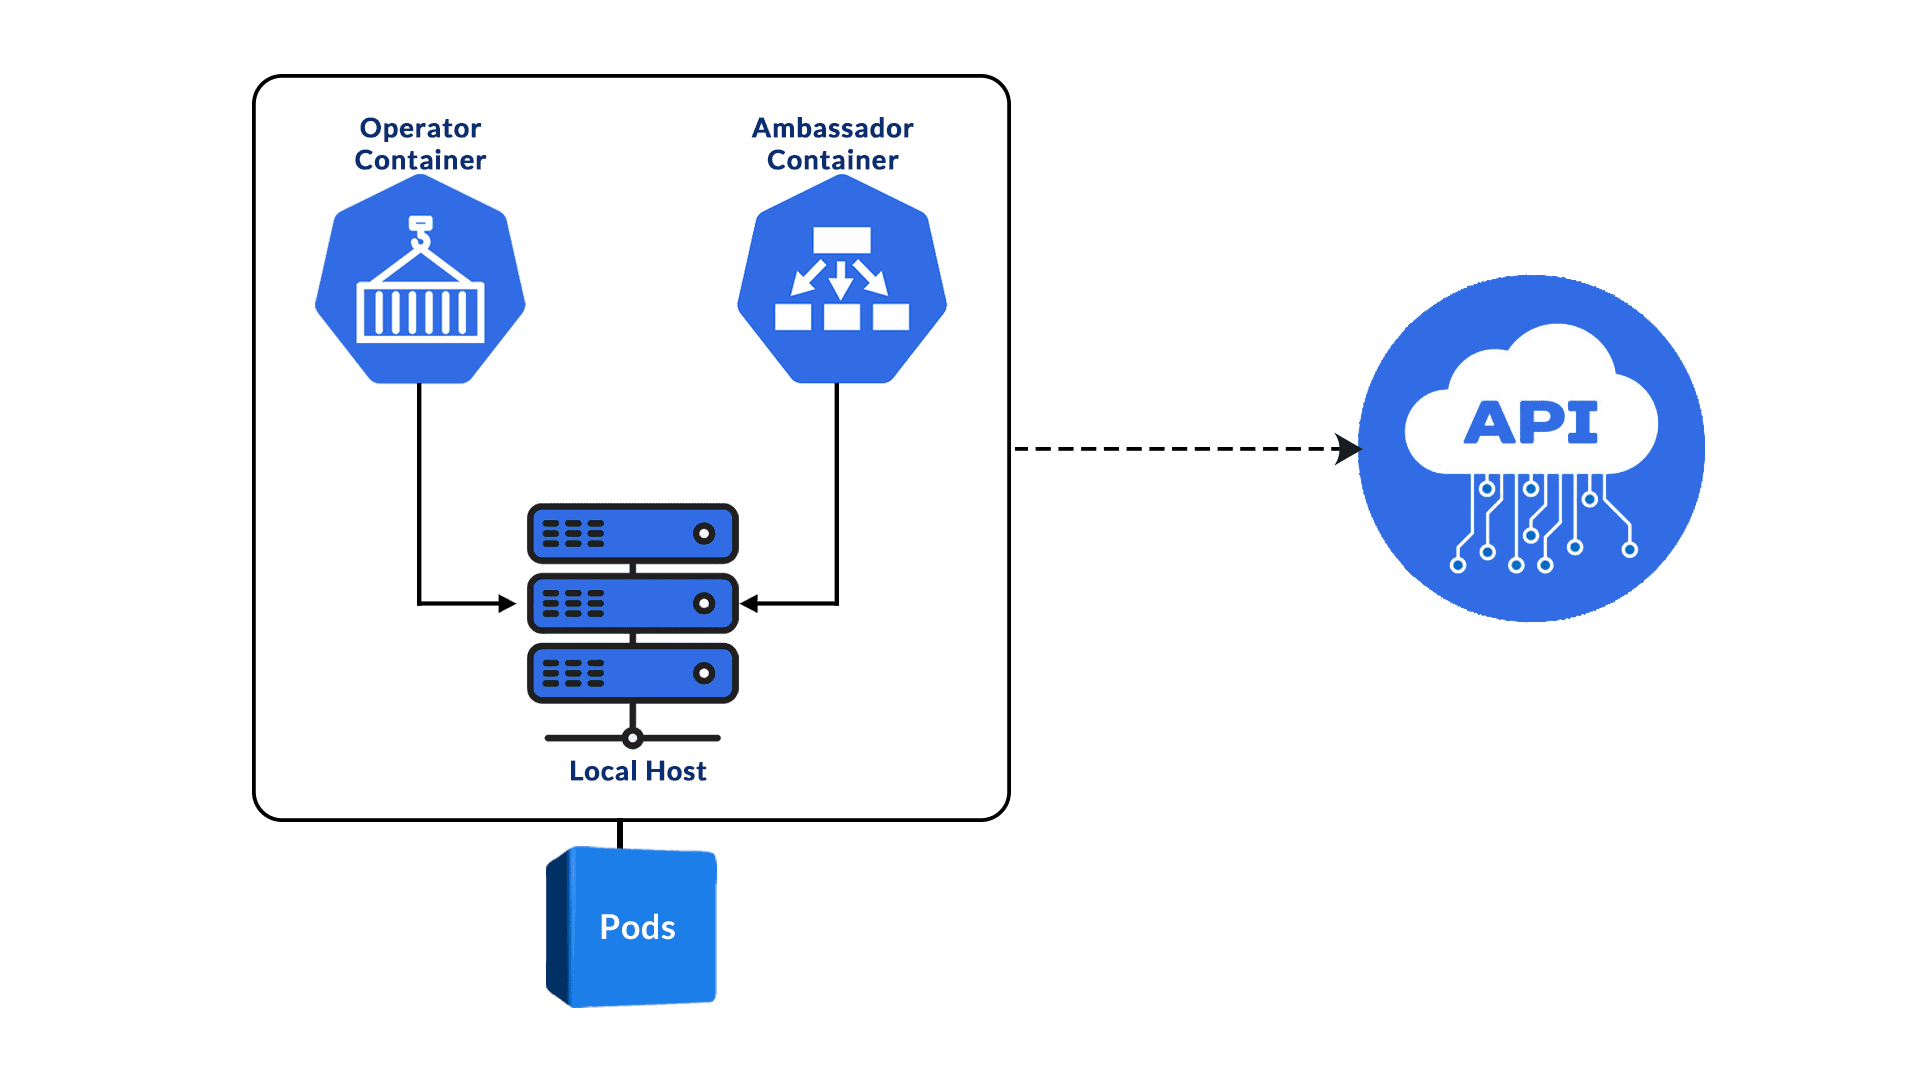 Operator
Container
Ambassador
Container
API
Local Host
Pods